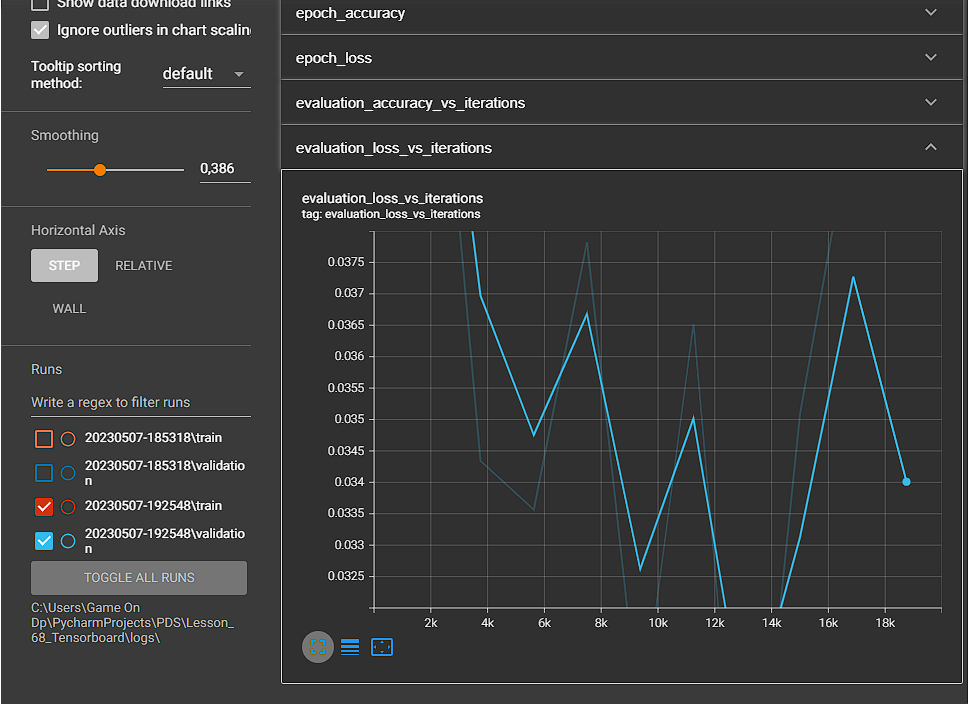 Show data download links
Ignore outliers in chart scalin
Tooltip sorting
method:
default
Smoothing
0,386
Horizontal Axis
STEP
RELATIVE
WALL
Runs
Write a regex to filter runs
20230507-185318\train
20230507-185318\validatio
n
20230507-192548\train
20230507-192548\validatio
n
TOGGLE ALL RUNS
C:\Users\Game On
Dp\PycharmProjects\PDS\Lesson_
68_Tensorboard\logs\
epoch_accuracy
epoch_loss
evaluation_accuracy_vs_iterations
evaluation_loss_vs_iterations
evaluation_loss_vs_iterations
tag: evaluation_loss_vs_iterations
0.0375
0.037
0.0365
0.036
0.0355
0.035
0.0345
0.034
0.0335
0.033
0.0325
2k 4k 6k 8k 10k 12k 14k 16k 18k